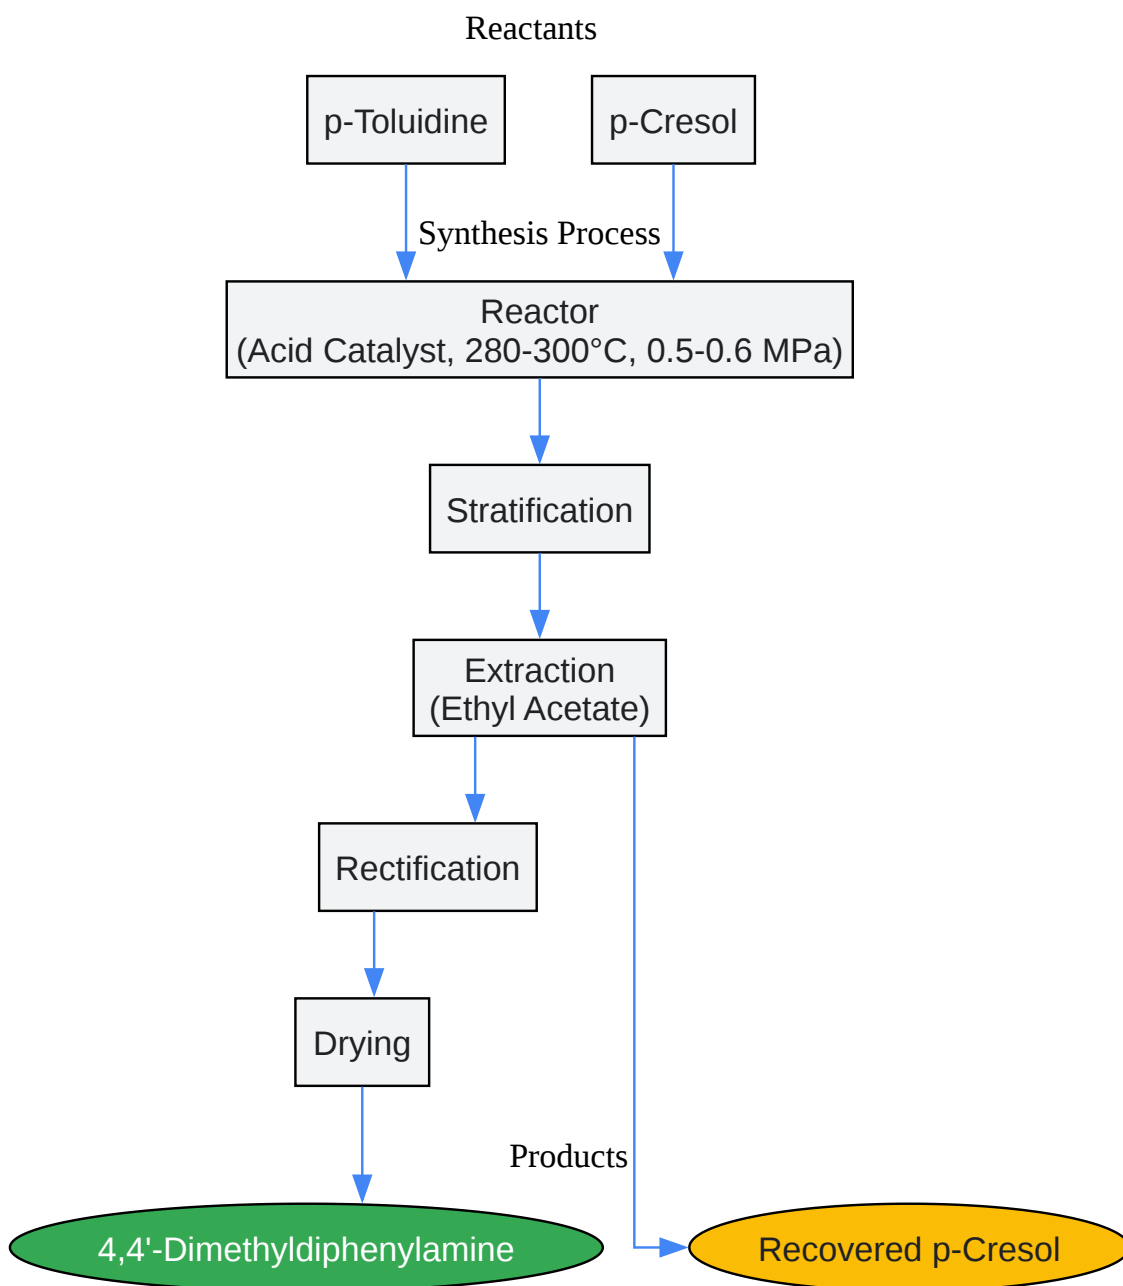 Reactants
p-Toluidine
p-Cresol
Synthesis Process
Reactor
(Acid Catalyst, 280-300°C, 0.5-0.6 MPa)
Stratification
Extraction
(Ethyl Acetate)
Rectification
Drying
Products
4,4'-Dimethyldiphenylamine
Recovered p-Cresol